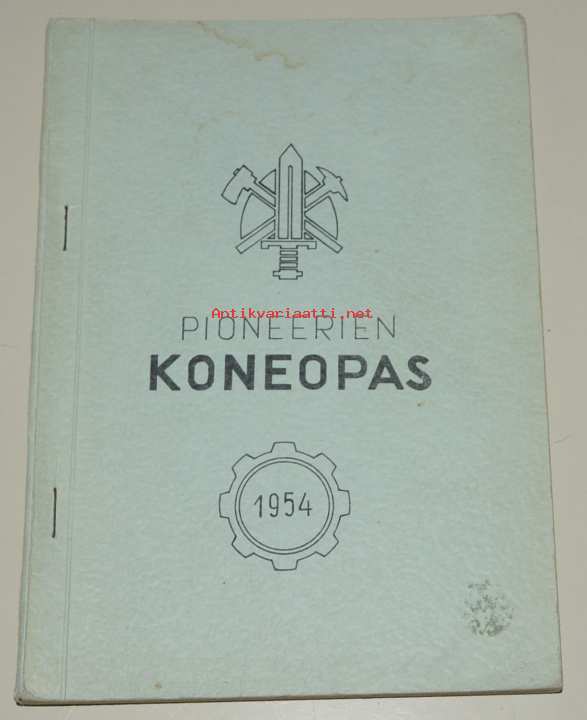 Antikvariaatti.net
PIONEERIEN
KONEOPAS
1954